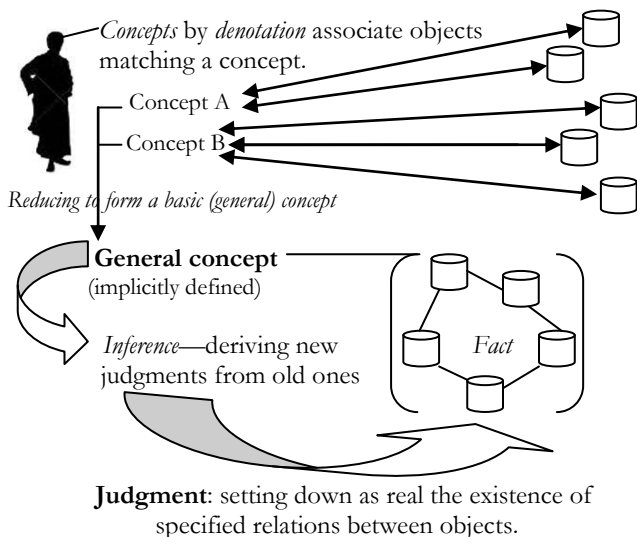 Concepts by denotation associate objects
matching a concept.
Concept A
Concept B
Reducing to form a basic (general) concept
General concept
(implicitly defined)
Inference—deriving new
judgments from old ones
Fact
Judgment: setting down as real the existence of
specified relations between objects.